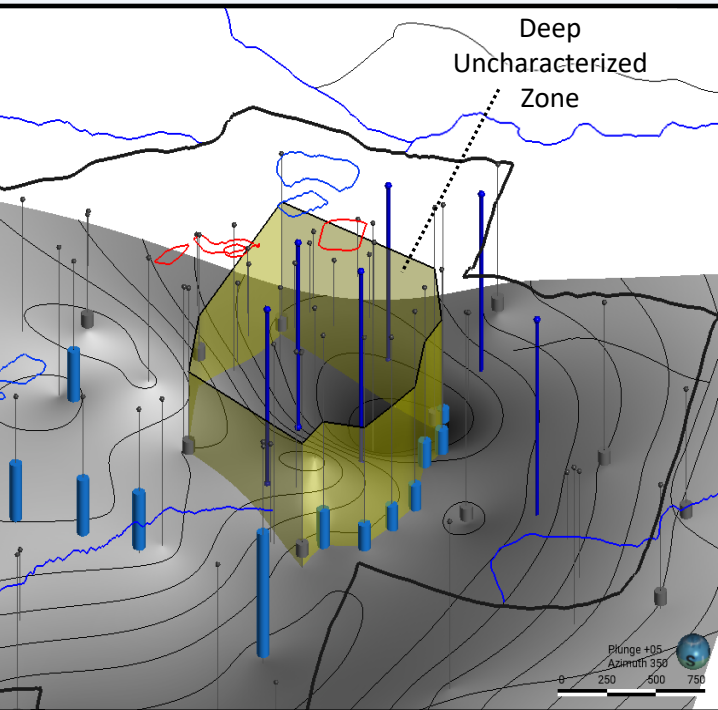 Deep
Uncharacterized
Zone
Plunge +05
Azimuth 350
S
0 250 500 750